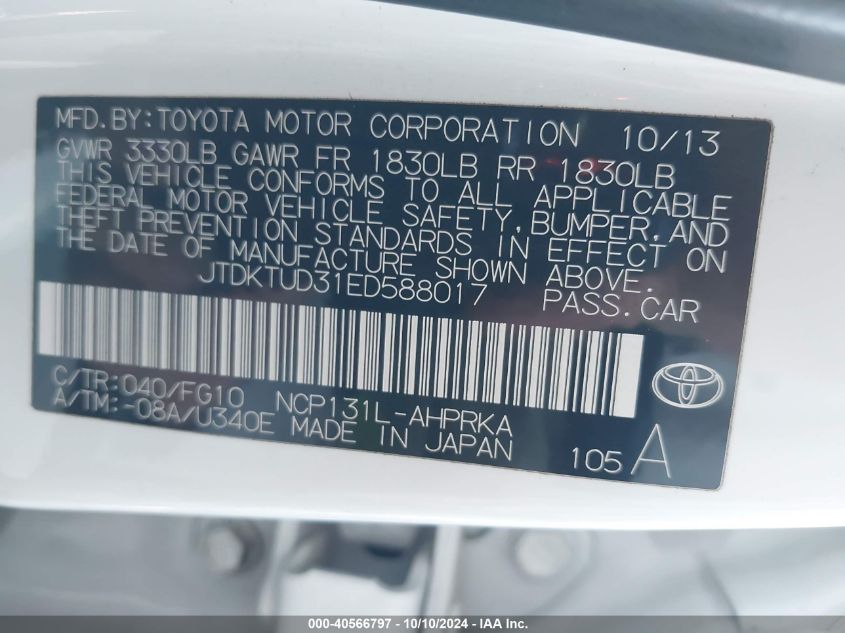 MFD. BY: TOYOTA MOTOR CORPORATION 10/13
GVWR 3330LB GAWR FR 1830LB RR 1830LB
THIS VEHICLE CONFORMS TO ALL APPLICABLE
FEDERAL MOTOR VEHICLE SAFETY, BUMPER, AND
THEFT PREVENTION STANDARDS IN EFFECT ON
THE DATE OF MANUFACTURE SHOWN ABOVE.
JTDKTUD31ED588017 PASS. CAR
C/TR: 040/FG10 NCP131L-AHPRKA
A/TM: -08A/U340E MADE IN JAPAN
105 A
000-40566797 - 10/10/2024 - IAA Inc.